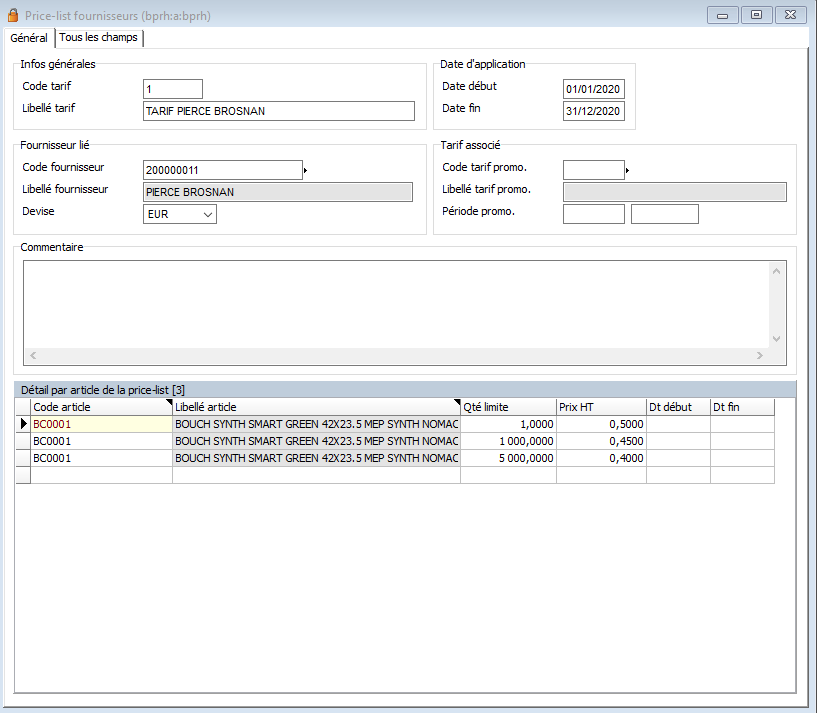 Price-list fournisseurs (bprh:a:bprh)
Général Tous les champs
Infos générales
Code tarif 1
Libellé tarif TARIF PIERCE BROSNAN
Date d'application
Date début 01/01/2020
Date fin 31/12/2020
Fournisseur lié
Code fournisseur 200000011
Libellé fournisseur PIERCE BROSNAN
Devise EUR
Tarif associé
Code tarif promo.
Libellé tarif promo.
Période promo.
Commentaire
Détail par article de la price-list [3]
Code article Libellé article Qté limite Prix HT Dt début Dt fin
BC0001 BOUCH SYNTH SMART GREEN 42X23.5 MEP SYNTH NOMAC 1,0000 0,5000
BC0001 BOUCH SYNTH SMART GREEN 42X23.5 MEP SYNTH NOMAC 1 000,0000 0,4500
BC0001 BOUCH SYNTH SMART GREEN 42X23.5 MEP SYNTH NOMAC 5 000,0000 0,4000